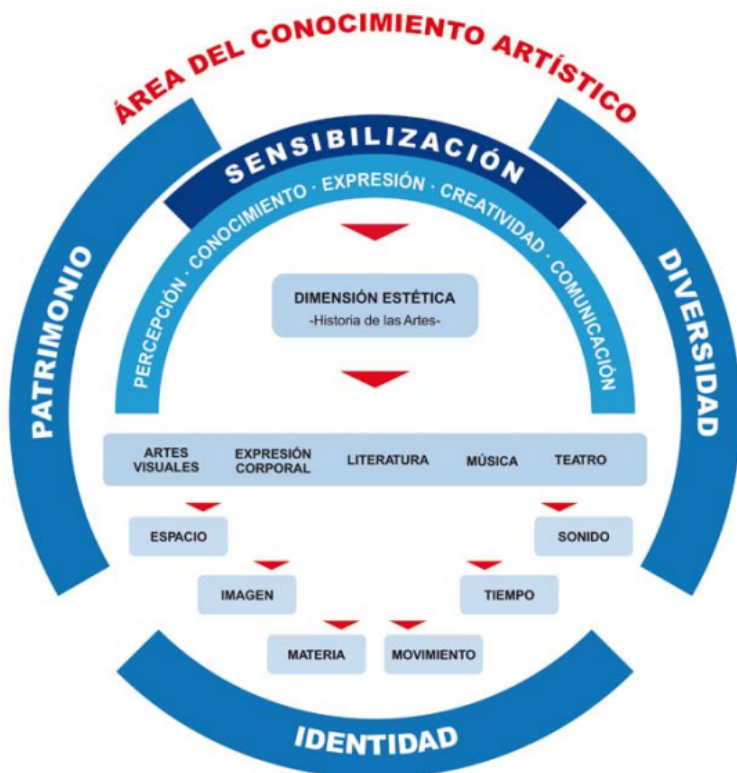 ÁREA DEL CONOCIMIENTO ARTÍSTICO
SENSIBILIZACIÓN
PERCEPCIÓN · CONOCIMIENTO · EXPRESIÓN · CREATIVIDAD · COMUNICACIÓN
PATRIMONIO
DIVERSIDAD
DIMENSIÓN ESTÉTICA
-Historia de las Artes-
ARTES
VISUALES
EXPRESIÓN
CORPORAL
LITERATURA
MÚSICA
TEATRO
ESPACIO
SONIDO
IMAGEN
TIEMPO
MATERIA
MOVIMIENTO
IDENTIDAD